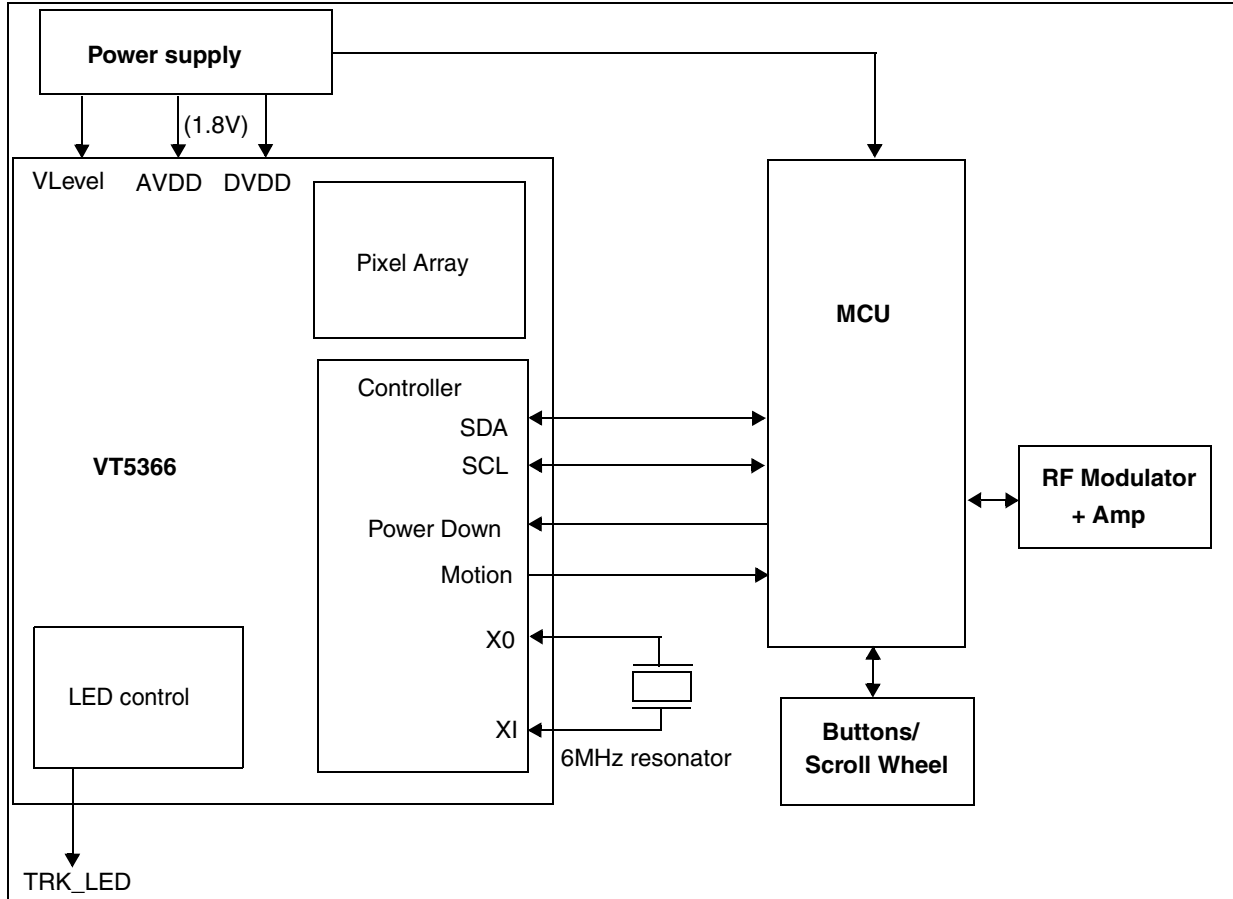 Power supply
(1.8V)
VLevel AVDD DVDD
Pixel Array
MCU
Controller
SDA
SCL
VT5366
Power Down
Motion
X0
XI
6MHz resonator
LED control
TRK_LED
RF Modulator
+ Amp
Buttons/
Scroll Wheel